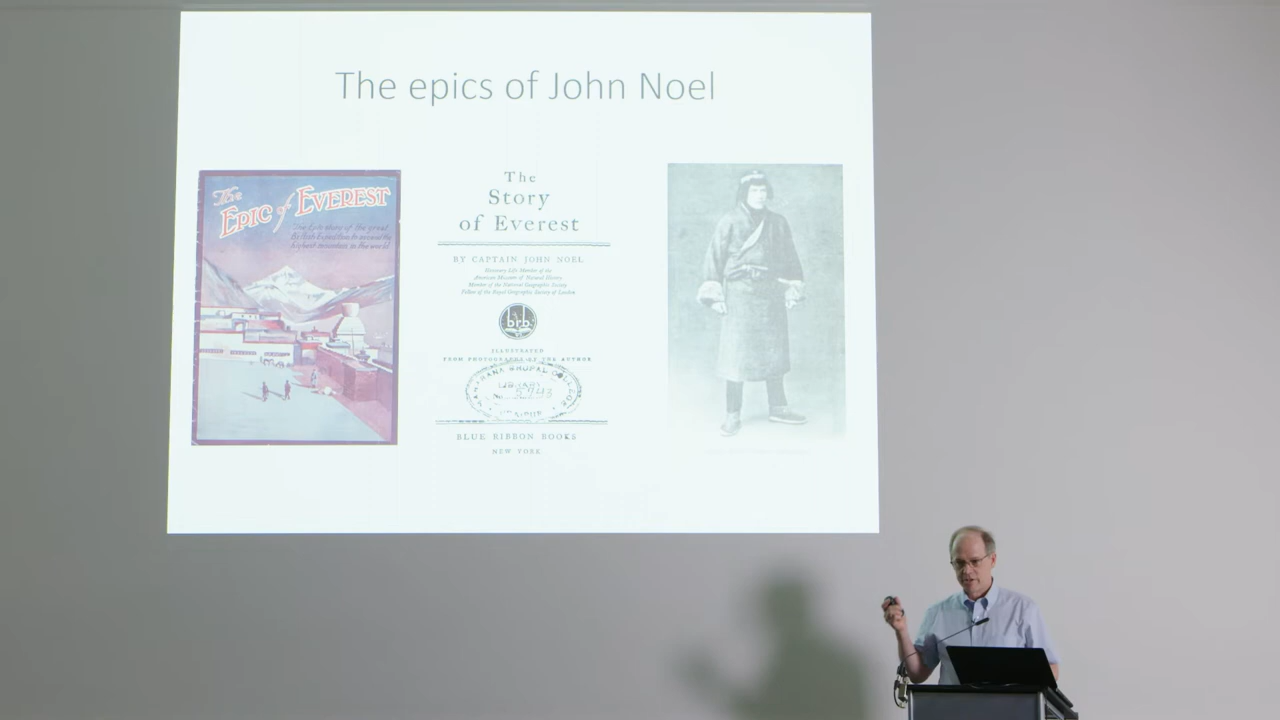 The epics of John Noel
The
EPIC of EVEREST
The Epic story of the great
British Expedition to ascend the
highest mountain in the world
The
Story
of Everest
BY CAPTAIN JOHN NOEL
Honorary Life Member of the
American Museum of Natural History
Member of the National Geographic Society
Fellow of the Royal Geographic Society of London
brb
ILLUSTRATED
FROM PHOTOGRAPHS BY THE AUTHOR
LIBRARY
BLUE RIBBON BOOKS
NEW YORK